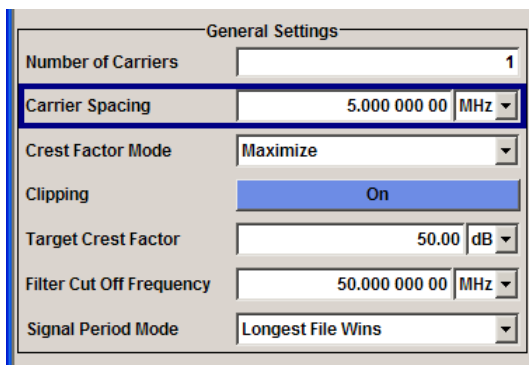 General Settings
Number of Carriers 1
Carrier Spacing 5.000 000 00 MHz
Crest Factor Mode Maximize
Clipping On
Target Crest Factor 50.00 dB
Filter Cut Off Frequency 50.000 000 00 MHz
Signal Period Mode Longest File Wins